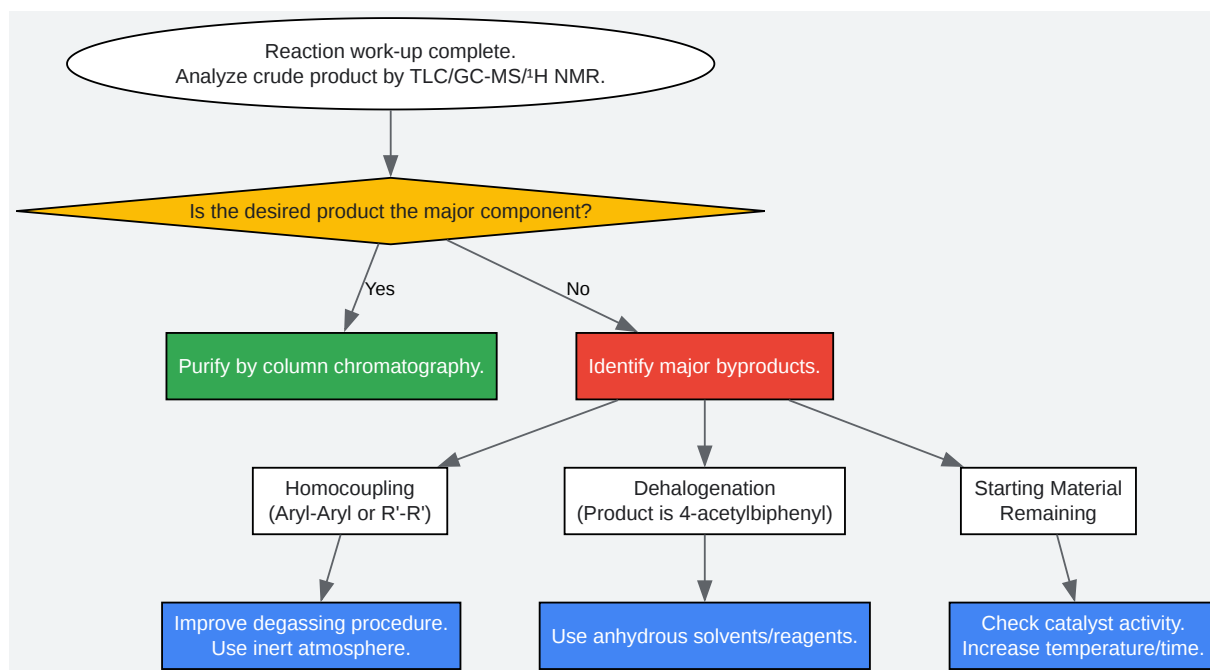 Reaction work-up complete.
Analyze crude product by TLC/GC-MS/¹H NMR.
Is the desired product the major component?
Yes
No
Purify by column chromatography.
Identify major byproducts.
Homocoupling
(Aryl-Aryl or R'-R')
Dehalogenation
(Product is 4-acetylbiphenyl)
Starting Material
Remaining
Improve degassing procedure.
Use inert atmosphere.
Use anhydrous solvents/reagents.
Check catalyst activity.
Increase temperature/time.